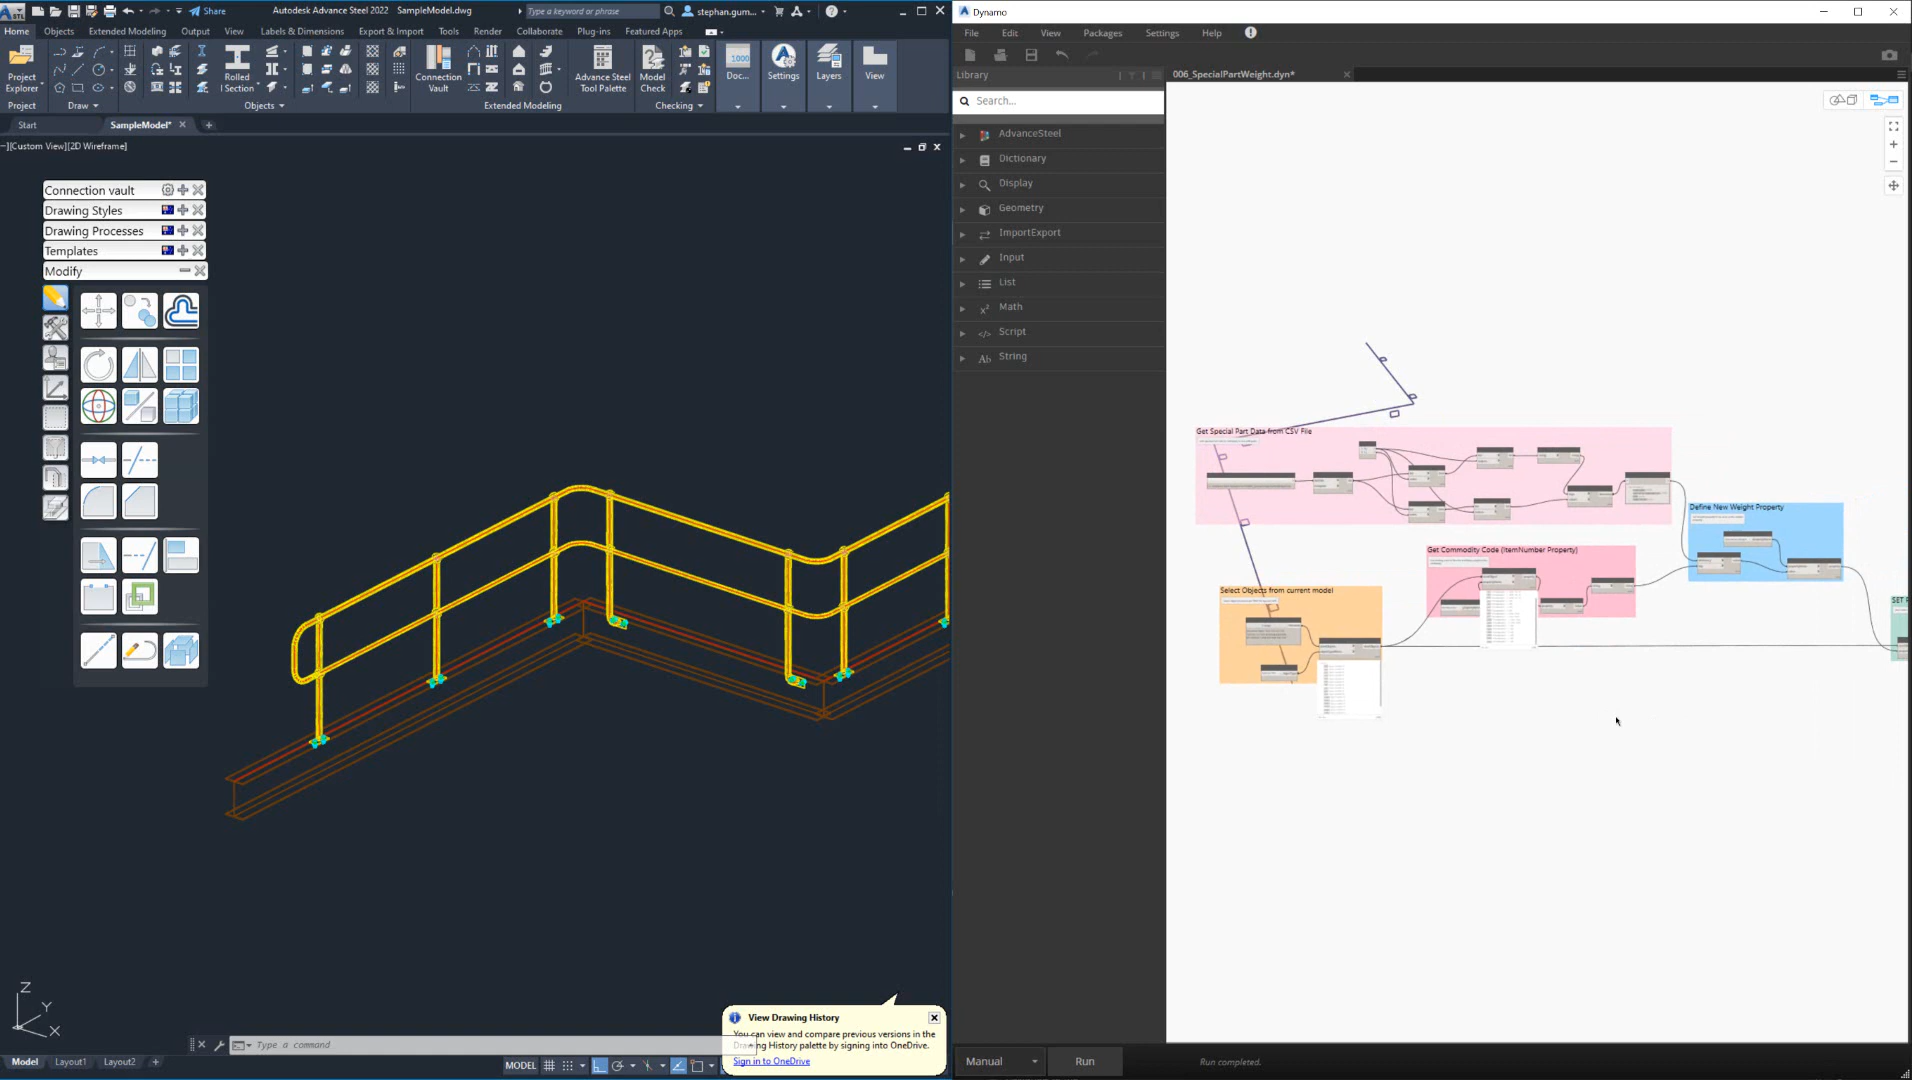 Share
Autodesk Advance Steel 2022 SampleModel.dwg
Type a keyword or phrase
stephan.gum...
Home Objects Extended Modeling Output View Labels & Dimensions Export & Import Tools Render Collaborate Plug-ins Featured Apps
Project
Explorer
Rolled
I Section
Connection
Vault
Advance Steel
Tool Palette
Model
Check
Doc...
Settings
Layers
View
Project
Draw
Objects
Extended Modeling
Checking
Start
SampleModel*
[Custom View][2D Wireframe]
Connection vault
Drawing Styles
Drawing Processes
Templates
Modify
Z
Y
X
View Drawing History
You can view and compare previous versions in the
Drawing History palette by signing into OneDrive.
Sign in to OneDrive
Type a command
Model Layout1 Layout2
MODEL
Dynamo
File Edit View Packages Settings Help
Library
006_SpecialPartWeight.dyn*
Search...
AdvanceSteel
Dictionary
Display
Geometry
ImportExport
Input
List
Math
Script
String
Get Special Part Data from CSV File
Define New Weight Property
Get Commodity Code (ItemNumber Property)
Select Objects from current model
Manual
Run
Run completed.